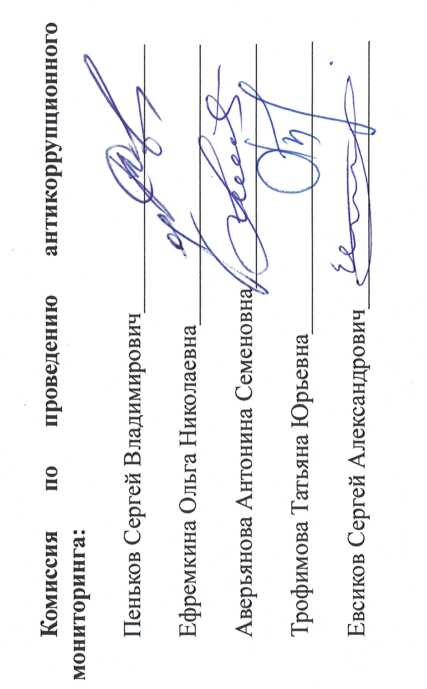 Комиссия по проведению антикоррупционного
мониторинга:
Пеньков Сергей Владимирович
Ефремкина Ольга Николаевна
Аверьянова Антонина Семеновна
Трофимова Татьяна Юрьевна
Евсиков Сергей Александрович